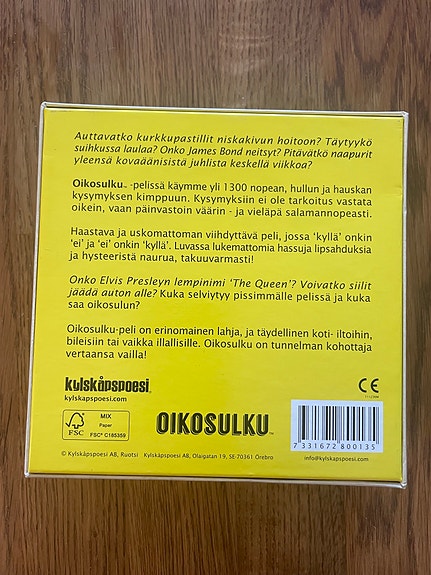 Auttavatko kurkkupastillit niskakivun hoitoon? Täytyykö
suihkussa laulaa? Onko James Bond neitsyt? Pitävätkö naapurit
yleensä kovaäänisistä juhlista keskellä viikkoa?
Oikosulku™ -pelissä käymme yli 1300 nopean, hullun ja hauskan
kysymyksen kimppuun. Kysymyksiin ei ole tarkoitus vastata
oikein, vaan päinvastoin väärin - ja vieläpä salamannopeasti.
Haastava ja uskomattoman viihdyttävä peli, jossa ‘kyllä’ onkin
‘ei’ ja ‘ei’ onkin ‘kyllä’. Luvassa lukemattomia hassuja lipsahduksia
ja hysteeristä naurua, takuuvarmasti!
Onko Elvis Presleyn lempinimi ‘The Queen’? Voivatko siilit
jäädä auton alle? Kuka selviytyy pissimmälle pelissä ja kuka
saa oikosulun?
Oikosulku-peli on erinomainen lahja, ja täydellinen koti- iltoihin,
bileisiin tai vaikka illallisille. Oikosulku on tunnelman kohottaja
vertaansa vailla!
kylskåpspoesi
kylskapspoesi.com
CE
FSC
MIX
Paper
FSC® C185359
OIKOSULKU™
7 331672 800135
© Kylskåpspoesi AB, Ruotsi Kylskåpspoesi AB, Olaigatan 19, SE-70361 Örebro
info@kylskapspoesi.com